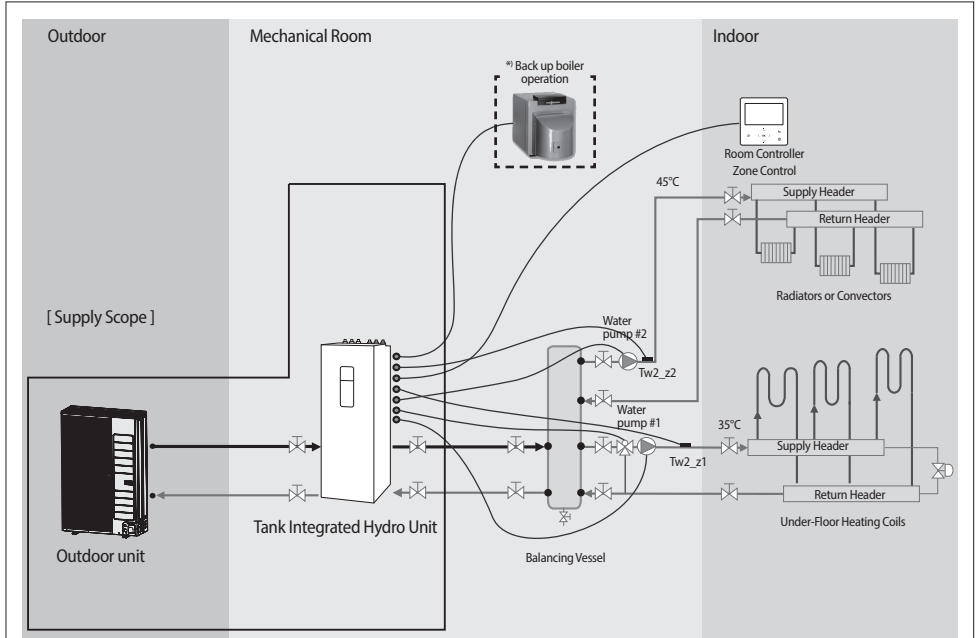 Outdoor
Mechanical Room
Indoor
*) Back up boiler
operation
Room Controller
Zone Control
45°C
Supply Header
Return Header
Radiators or Convectors
[ Supply Scope ]
Water
pump #2
Tw2_z2
Water
pump #1
35°C
Tw2_z1
Supply Header
Return Header
Under-Floor Heating Coils
Tank Integrated Hydro Unit
Outdoor unit
Balancing Vessel